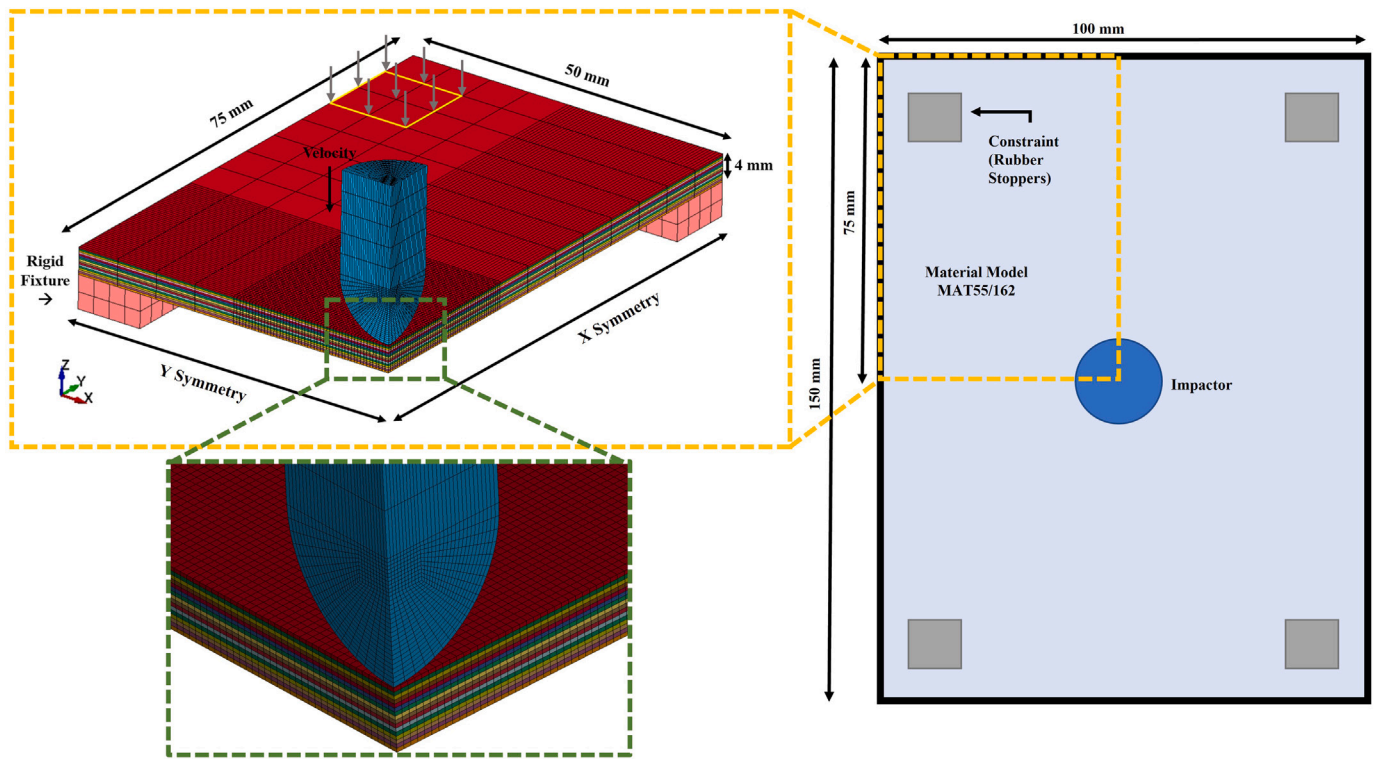 75 mm
50 mm
Velocity
4 mm
Rigid
Fixture
→
X Symmetry
Y Symmetry
Z
Y
X
100 mm
Constraint
(Rubber
Stoppers)
75 mm
Material Model
MAT55/162
150 mm
Impactor